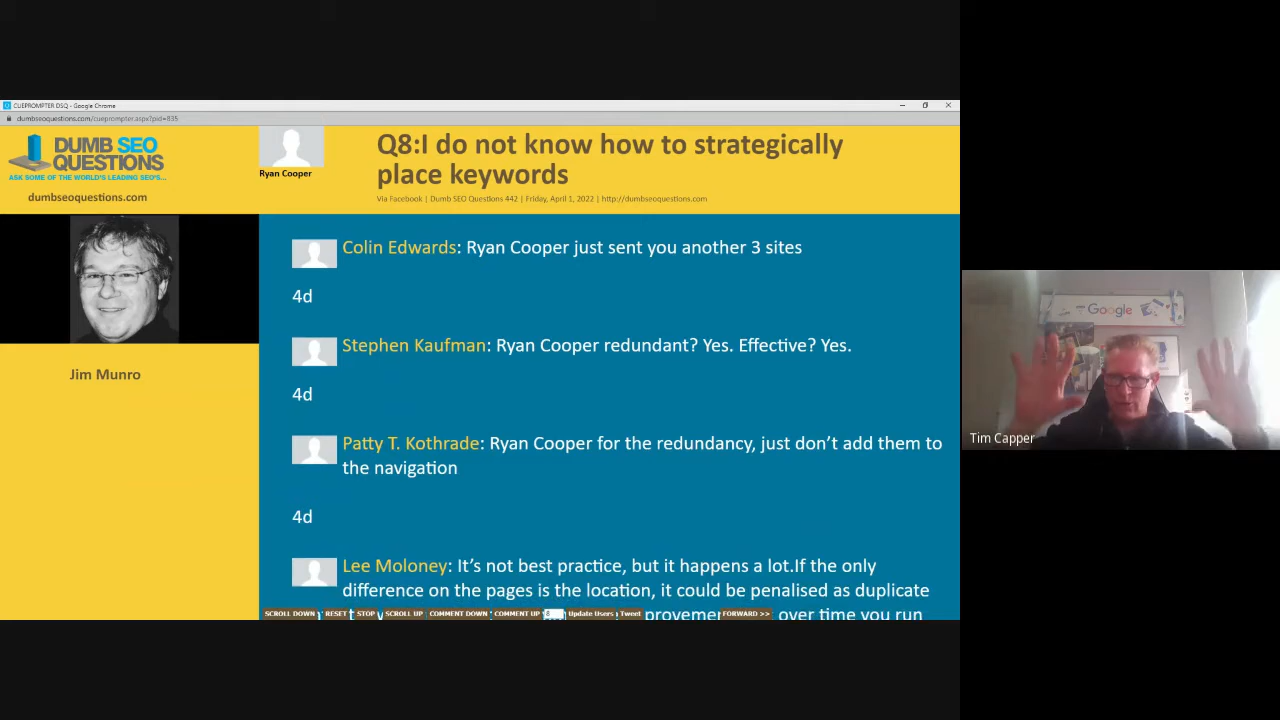 CUEPROMPTER DSQ - Google Chrome
dumbseoquestions.com/cueprompter.aspx?pid=835
DUMB SEO
QUESTIONS
ASK SOME OF THE WORLD'S LEADING SEO'S...
dumbseoquestions.com
Ryan Cooper
Q8:I do not know how to strategically
place keywords
Via Facebook | Dumb SEO Questions 442 | Friday, April 1, 2022 | http://dumbseoquestions.com
Jim Munro
Colin Edwards: Ryan Cooper just sent you another 3 sites
4d
Stephen Kaufman: Ryan Cooper redundant? Yes. Effective? Yes.
4d
Patty T. Kothrade: Ryan Cooper for the redundancy, just don’t add them to
the navigation
4d
Lee Moloney: It’s not best practice, but it happens a lot.If the only
difference on the pages is the location, it could be penalised as duplicate
over time you run
SCROLL DOWN RESET STOP SCROLL UP COMMENT DOWN COMMENT UP 8 Update Users Tweet FORWARD >>
Google
Tim Capper